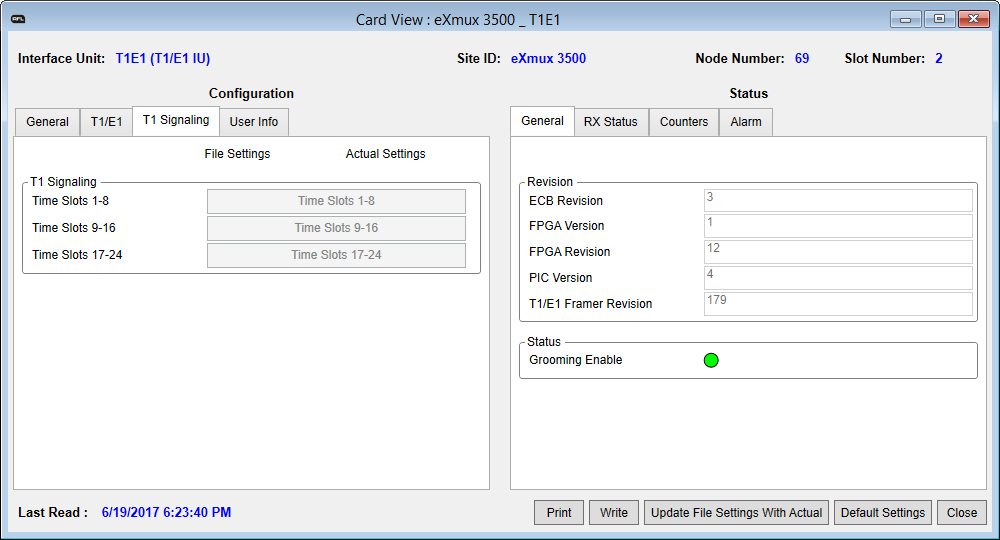 RFL
Card View : eXmux 3500 _ T1E1
Interface Unit: T1E1 (T1/E1 IU) Site ID: eXmux 3500 Node Number: 69 Slot Number: 2
Configuration
General T1/E1 T1 Signaling User Info
File Settings Actual Settings
T1 Signaling
Time Slots 1-8 Time Slots 1-8
Time Slots 9-16 Time Slots 9-16
Time Slots 17-24 Time Slots 17-24
Status
General RX Status Counters Alarm
Revision
ECB Revision 3
FPGA Version 1
FPGA Revision 12
PIC Version 4
T1/E1 Framer Revision 179
Status
Grooming Enable
Last Read : 6/19/2017 6:23:40 PM
Print Write Update File Settings With Actual Default Settings Close